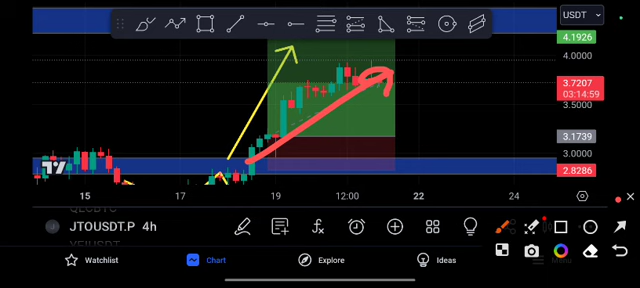 USDT
4.1926
4.0000
3.7207
03:14:59
3.5000
3.1739
3.0000
2.8286
15 17 19 12:00 22 24
JTOUSDT.P 4h
Watchlist Chart Explore Ideas